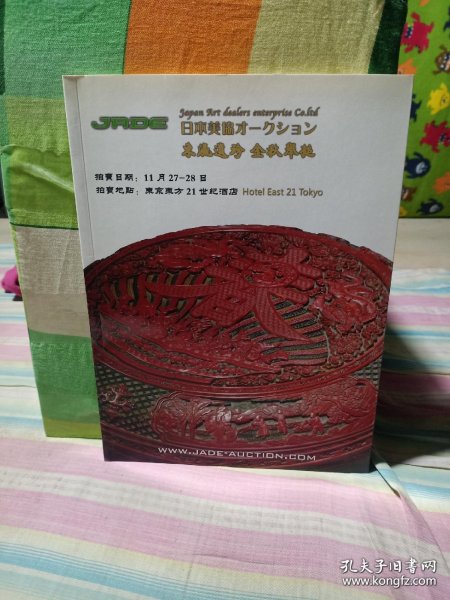 JADE
Japan Art dealers enterprise Co.ltd
日本美協オークション
東瀛遺珍 金秋舉槌
拍賣日期：11月27-28日
拍賣地點：東京東方21世紀酒店 Hotel East 21 Tokyo
WWW.JADE-AUCTION.COM
孔夫子旧书网
www.kongfz.com